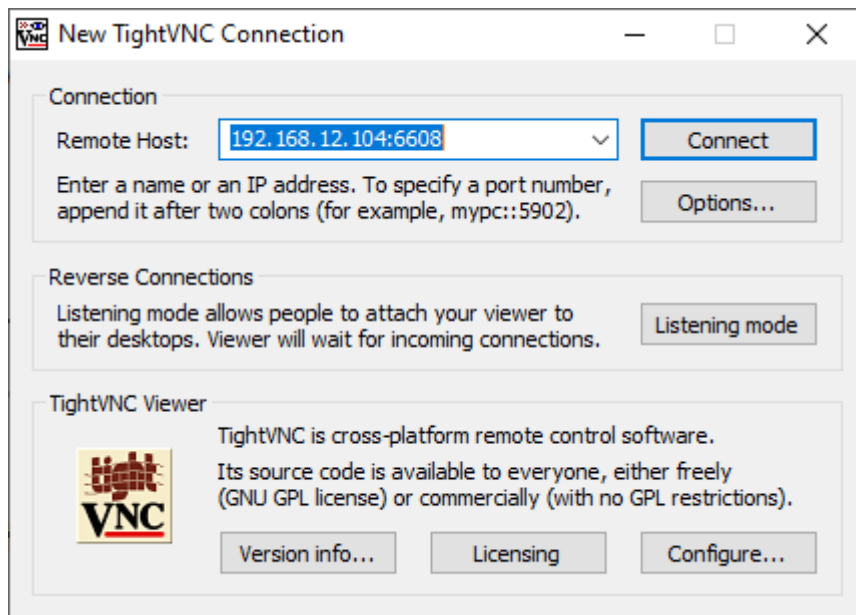 New TightVNC Connection
Connection
Remote Host: 192.168.12.104:6608 Connect
Enter a name or an IP address. To specify a port number,
append it after two colons (for example, mypc::5902).
Options...
Reverse Connections
Listening mode allows people to attach your viewer to
their desktops. Viewer will wait for incoming connections.
Listening mode
TightVNC Viewer
TightVNC is cross-platform remote control software.
Its source code is available to everyone, either freely
(GNU GPL license) or commercially (with no GPL restrictions).
tight
VNC
Version info... Licensing Configure...